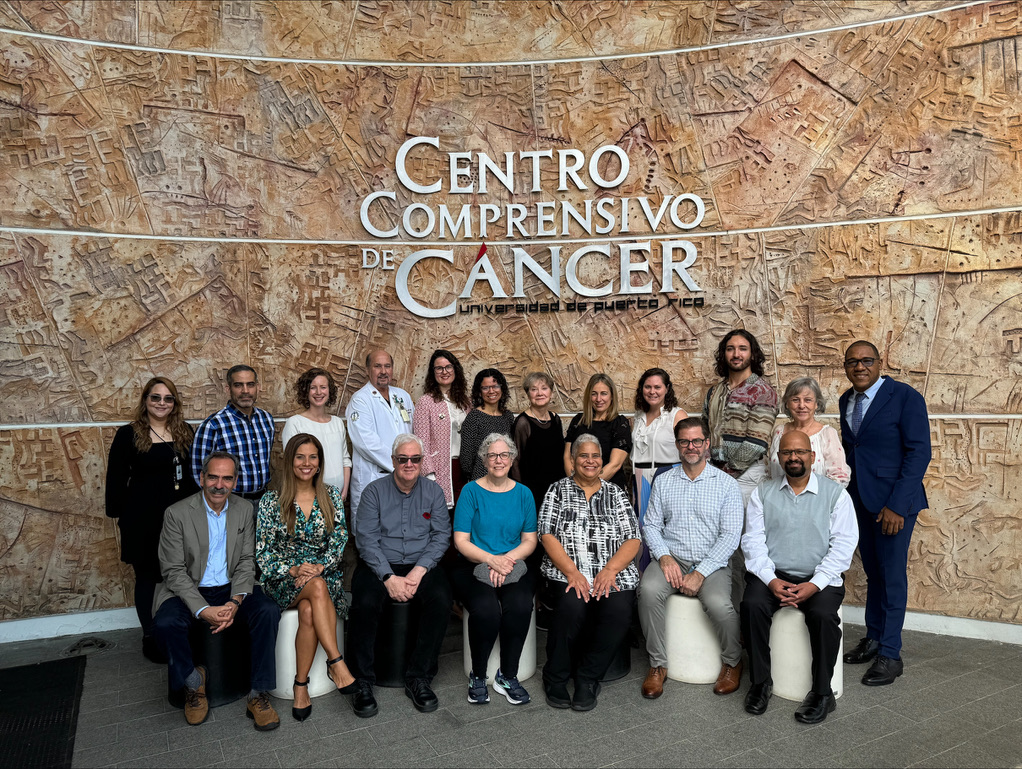 CENTRO
COMPRENSIVO
DE CÁNCER
universidad de puerto rico